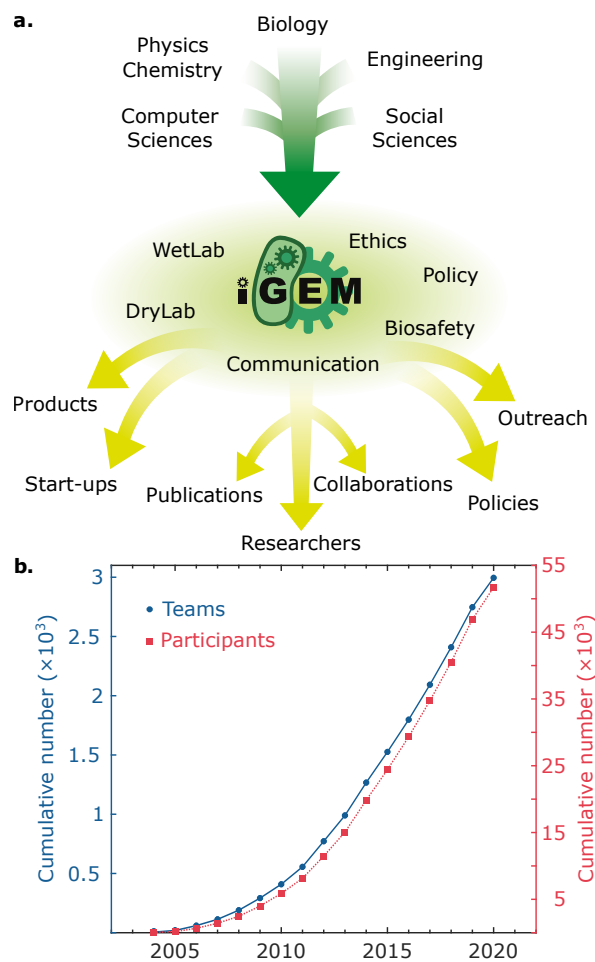 a.
Biology
Physics
Chemistry
Engineering
Computer
Sciences
Social
Sciences
WetLab
Ethics
iGEM
Policy
DryLab
Biosafety
Communication
Products
Outreach
Start-ups
Publications
Collaborations
Policies
Researchers
b.
Cumulative number (×10³)
3
2.5
2
1.5
1
0.5
Teams
Participants
55
45
35
25
15
5
Cumulative number (×10³)
2005
2010
2015
2020